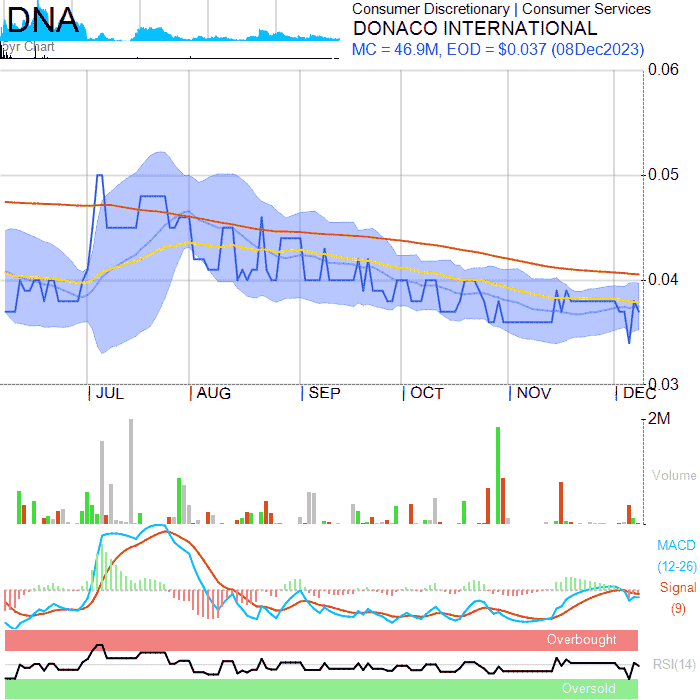 DNA
Consumer Discretionary | Consumer Services
DONACO INTERNATIONAL
MC = 46.9M, EOD = $0.037 (08Dec2023)
5yr Chart
0.06
0.05
0.04
0.03
JUL AUG SEP OCT NOV DEC
2M
Volume
MACD
(12-26)
Signal
(9)
Overbought
RSI(14)
Oversold